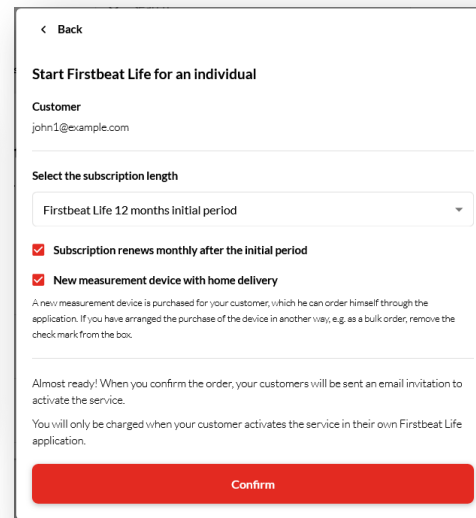 Back
Start Firstbeat Life for an individual
Customer
john1@example.com
Select the subscription length
Firstbeat Life 12 months initial period
Subscription renews monthly after the initial period
New measurement device with home delivery
A new measurement device is purchased for your customer, which he can order himself through the
application. If you have arranged the purchase of the device in another way, e.g. as a bulk order, remove the
check mark from the box.
Almost ready! When you confirm the order, your customers will be sent an email invitation to
activate the service.
You will only be charged when your customer activates the service in their own Firstbeat Life
application.
Confirm